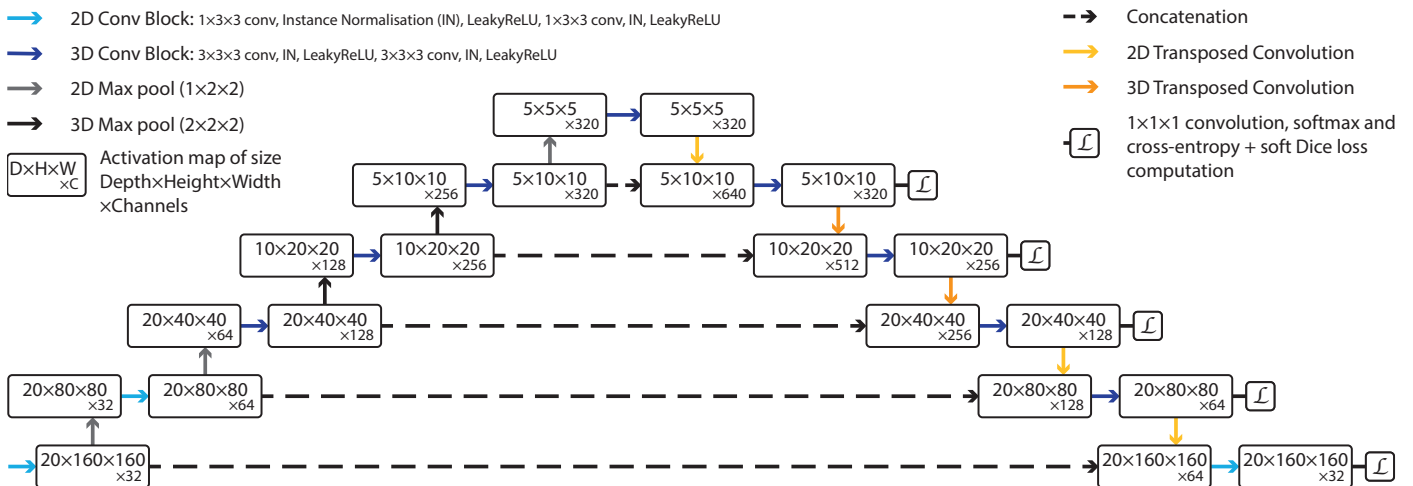 2D Conv Block: 1×3×3 conv, Instance Normalisation (IN), LeakyReLU, 1×3×3 conv, IN, LeakyReLU
3D Conv Block: 3×3×3 conv, IN, LeakyReLU, 3×3×3 conv, IN, LeakyReLU
2D Max pool (1×2×2)
3D Max pool (2×2×2)
D×H×W
×C
Activation map of size
Depth×Height×Width
×Channels
Concatenation
2D Transposed Convolution
3D Transposed Convolution
ℒ
1×1×1 convolution, softmax and
cross-entropy + soft Dice loss
computation
5×5×5
×320
5×5×5
×320
5×10×10
×256
5×10×10
×320
5×10×10
×640
5×10×10
×320
ℒ
10×20×20
×128
10×20×20
×256
10×20×20
×512
10×20×20
×256
ℒ
20×40×40
×64
20×40×40
×128
20×40×40
×256
20×40×40
×128
ℒ
20×80×80
×32
20×80×80
×64
20×80×80
×128
20×80×80
×64
ℒ
20×160×160
×32
20×160×160
×64
20×160×160
×32
ℒ